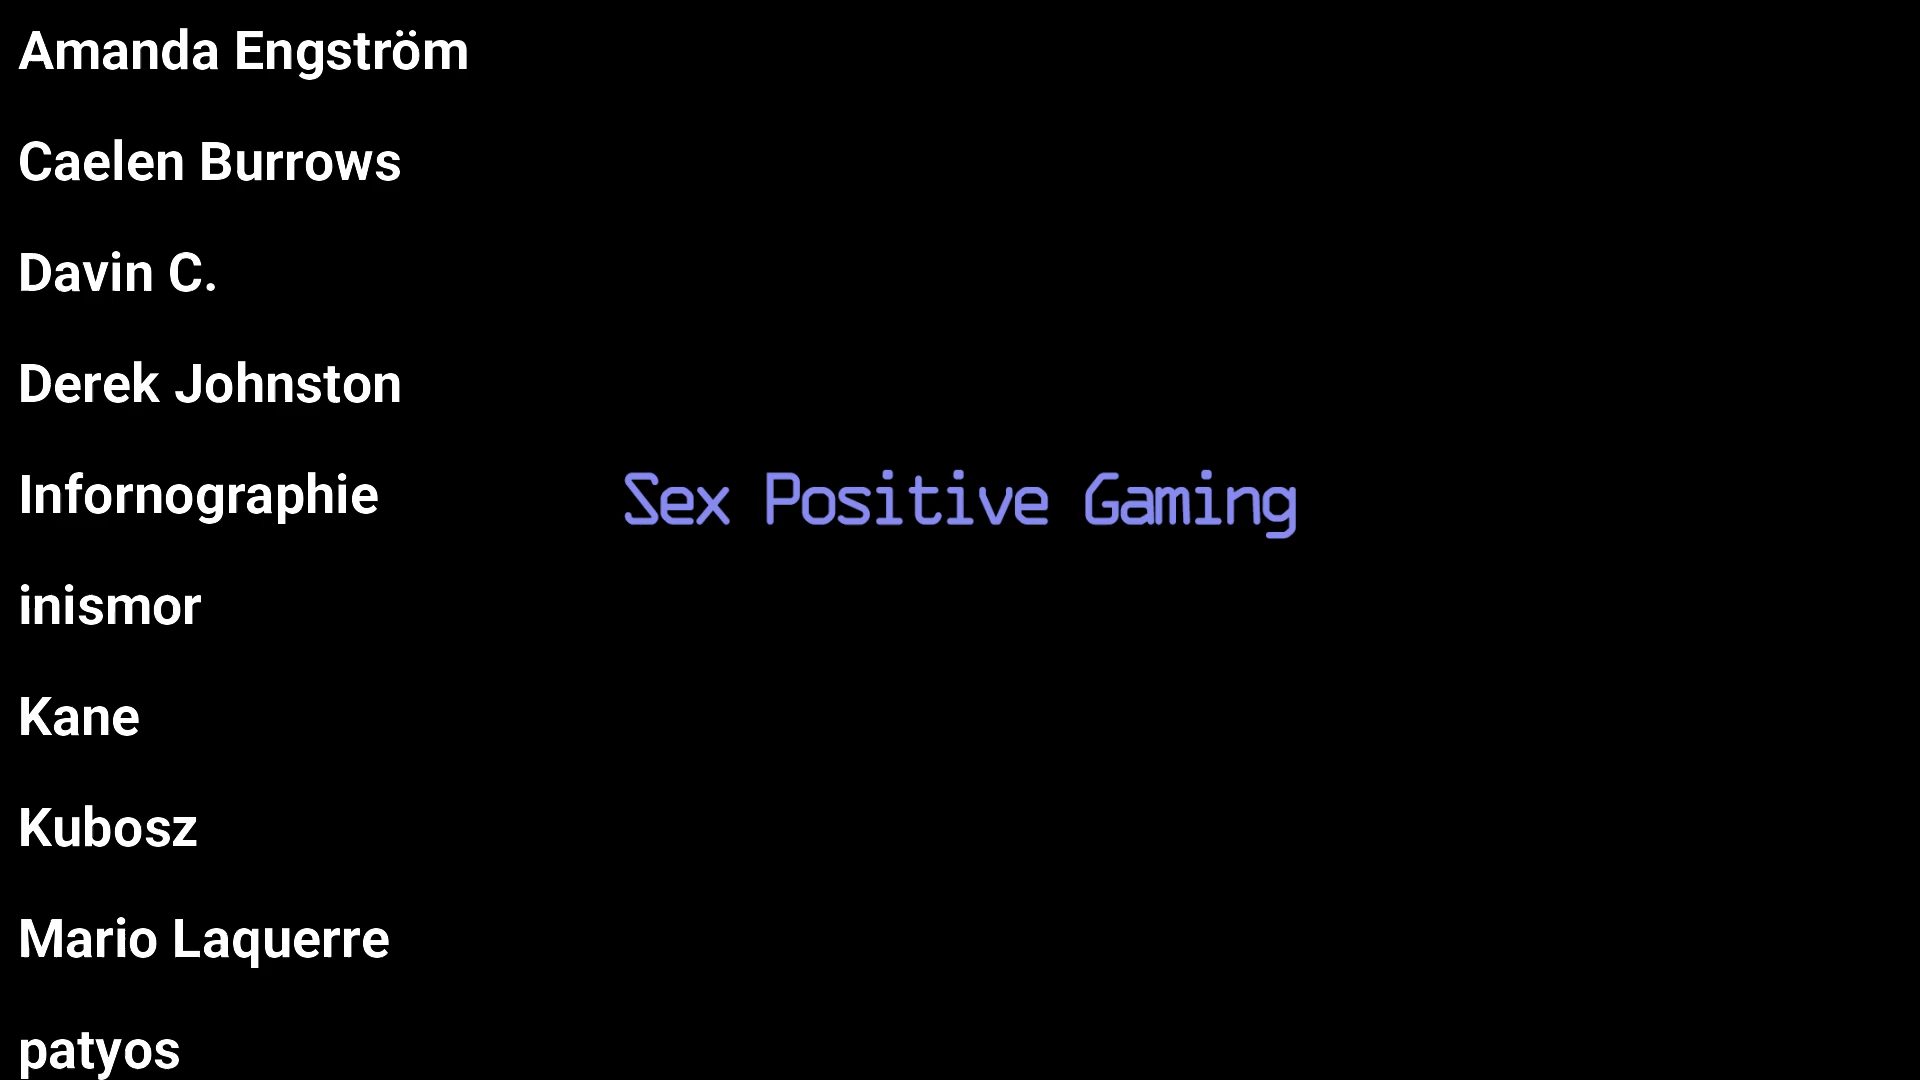 Amanda Engström
Caelen Burrows
Davin C.
Derek Johnston
Infornographie
Sex Positive Gaming
inismor
Kane
Kubosz
Mario Laquerre
patyos